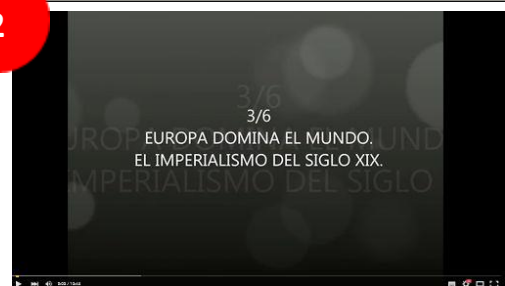 2
3/6
EUROPA DOMINA EL MUNDO.
EL IMPERIALISMO DEL SIGLO XIX.